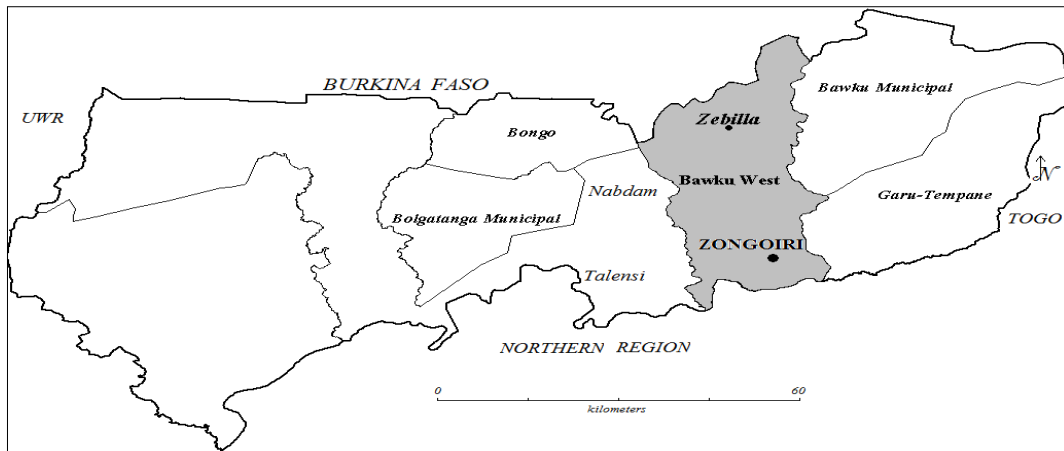 BURKINA FASO
UWR
Bawku Municipal
Zebilla
Bongo
Bawku West
Nabdam
Garu-Tempane
N
Bolgatanga Municipal
TOGO
ZONGOIRI
Talensi
NORTHERN REGION
0 60
kilometers